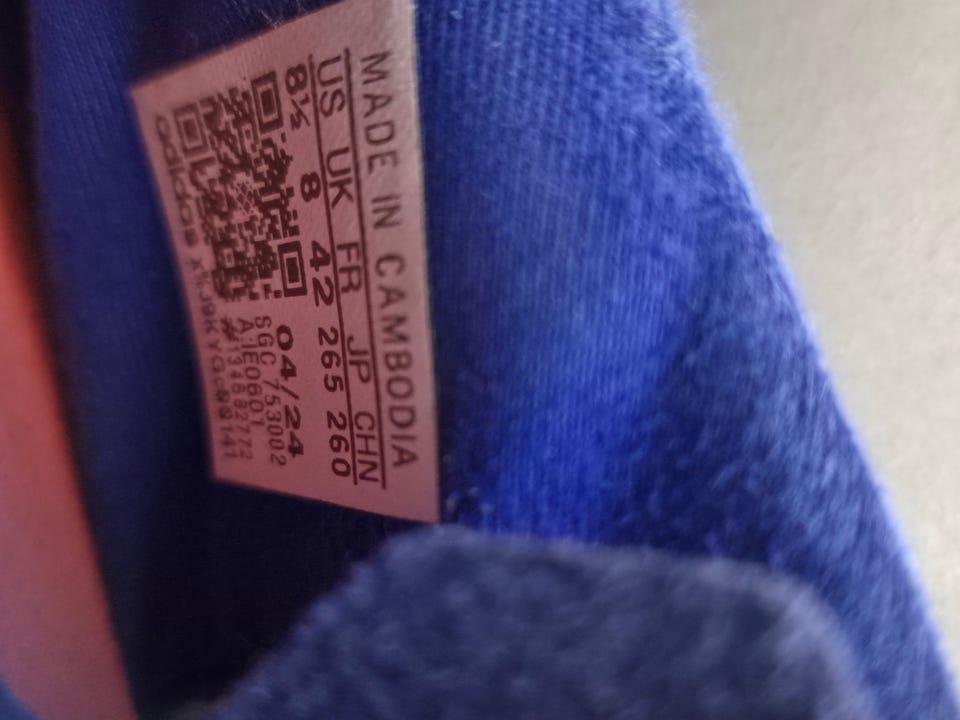 MADE IN CAMBODIA
US UK FR JP CHN
8½ 8 42 265 260
04/24
SGC 753002
A:IE0601
adidas